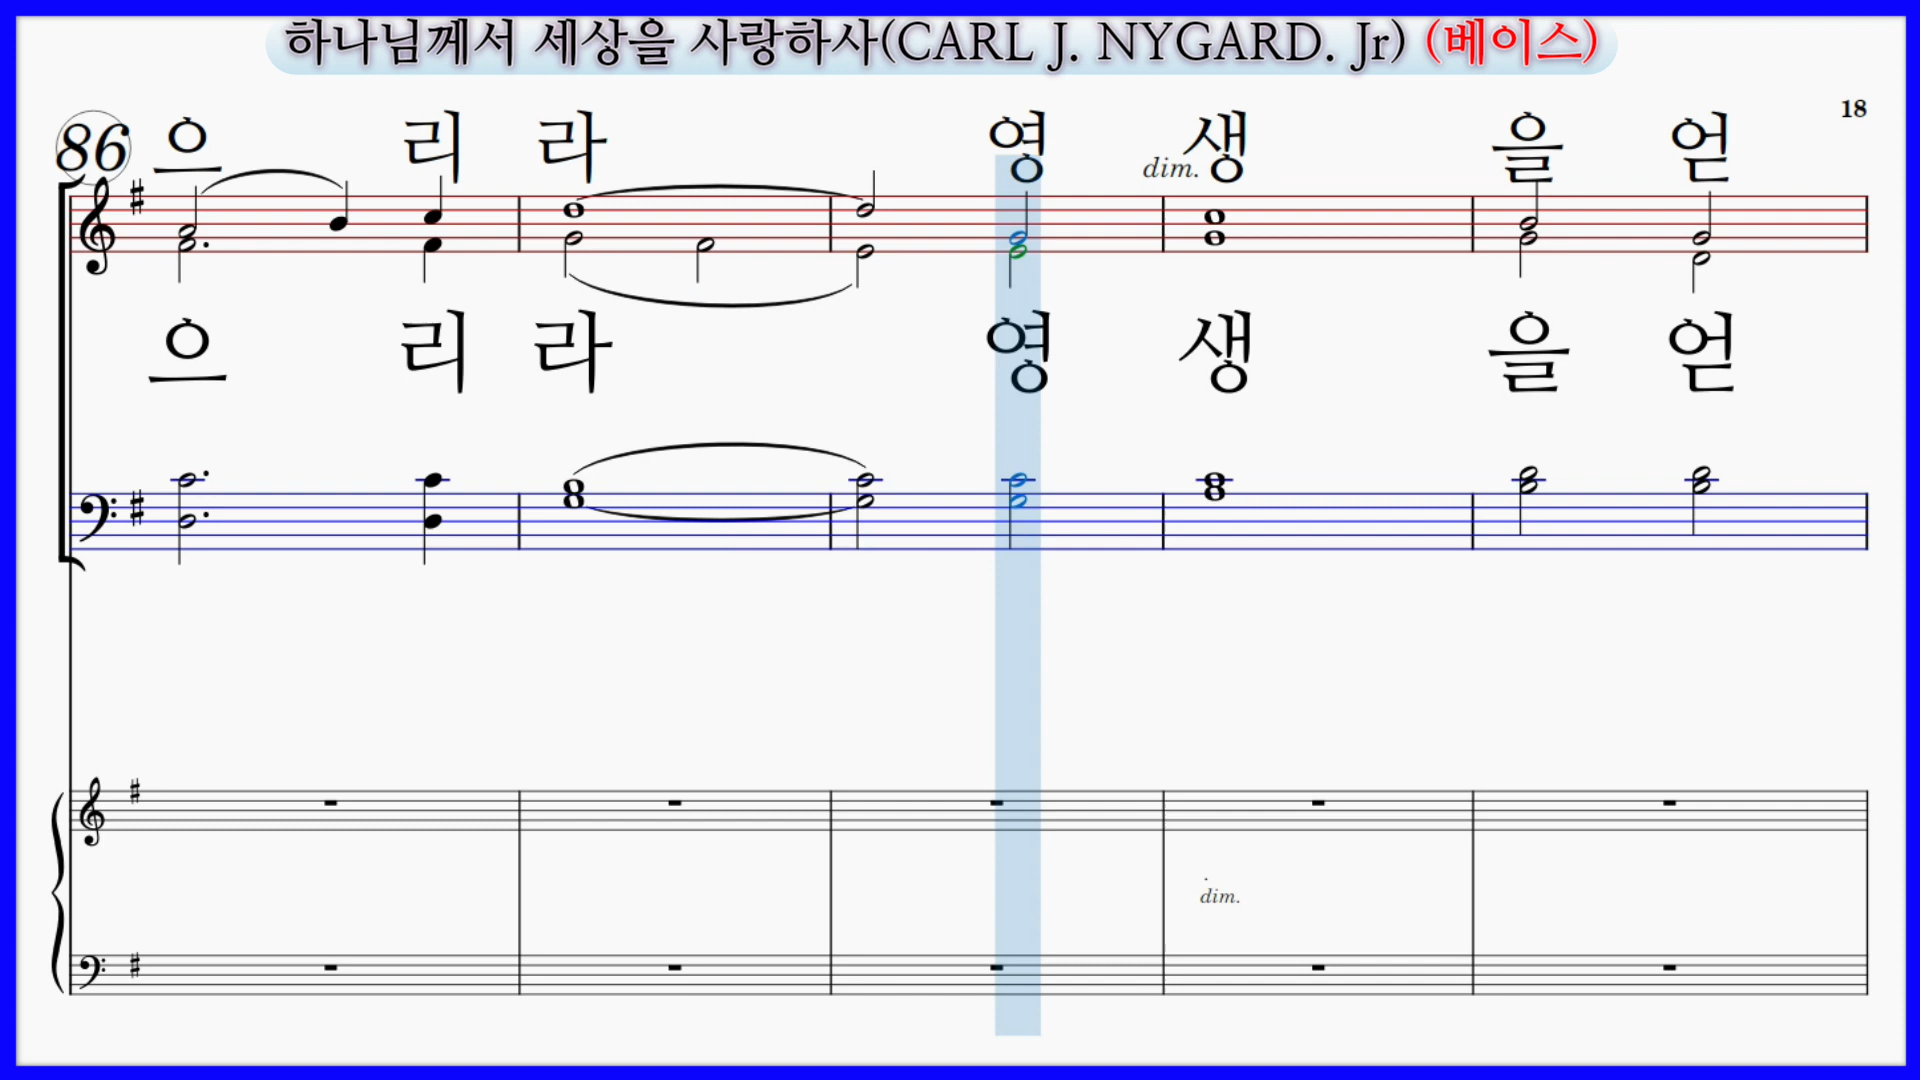 하나님께서 세상을 사랑하사(CARL J. NYGARD. Jr) (베이스)
18
86 으 리 라 영 생 을 얻
dim.
으 리 라 영 생 을 얻
dim.